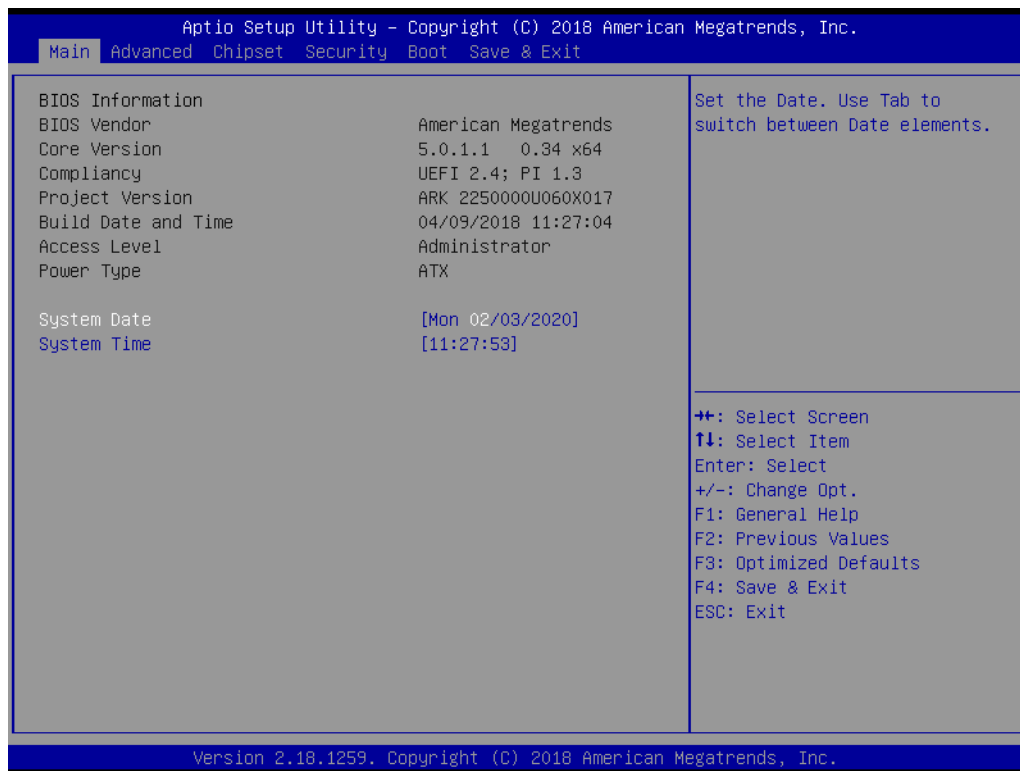 Aptio Setup Utility – Copyright (C) 2018 American Megatrends, Inc.
Main Advanced Chipset Security Boot Save & Exit
BIOS Information
BIOS Vendor American Megatrends
Core Version 5.0.1.1 0.34 x64
Compliancy UEFI 2.4; PI 1.3
Project Version ARK 2250000U060X017
Build Date and Time 04/09/2018 11:27:04
Access Level Administrator
Power Type ATX
System Date [Mon 02/03/2020]
System Time [11:27:53]
Set the Date. Use Tab to
switch between Date elements.
→←: Select Screen
↑↓: Select Item
Enter: Select
+/-: Change Opt.
F1: General Help
F2: Previous Values
F3: Optimized Defaults
F4: Save & Exit
ESC: Exit
Version 2.18.1259. Copyright (C) 2018 American Megatrends, Inc.